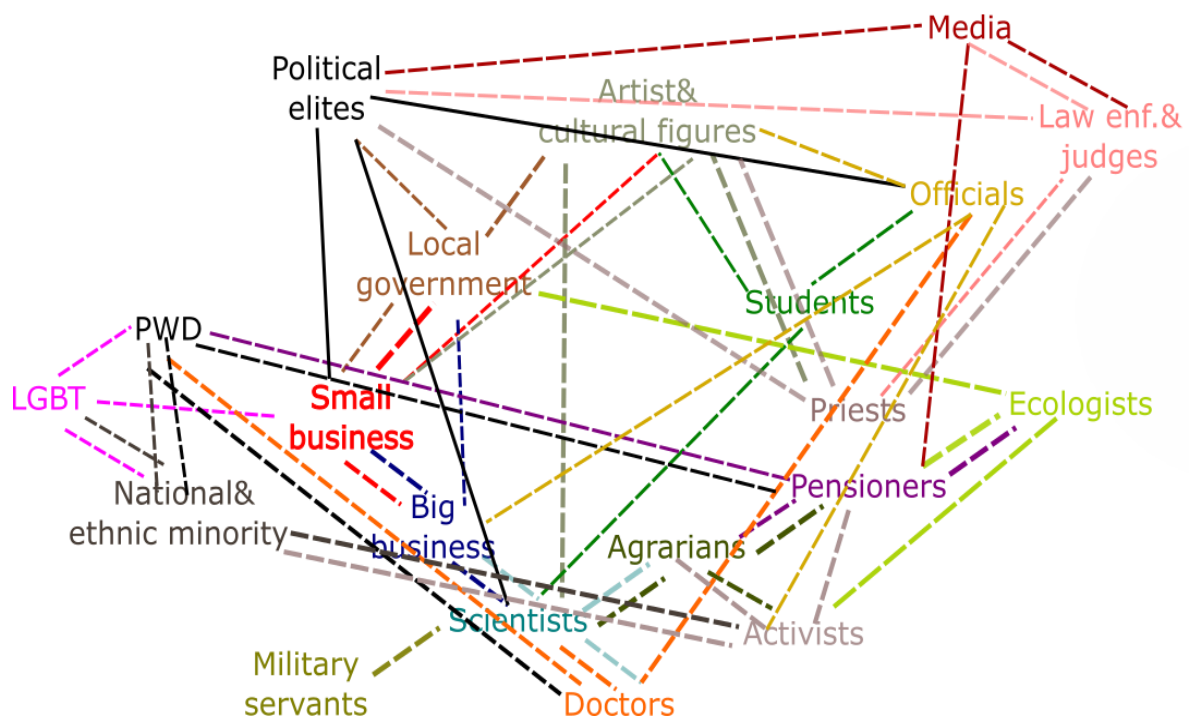 Media
Political
elites
Artist&
cultural figures
Law enf.&
judges
Officials
Local
government
Students
PWD
LGBT
Small
business
Priests
Ecologists
National&
ethnic minority
Big
business
Pensioners
Agrarians
Scientists
Activists
Military
servants
Doctors